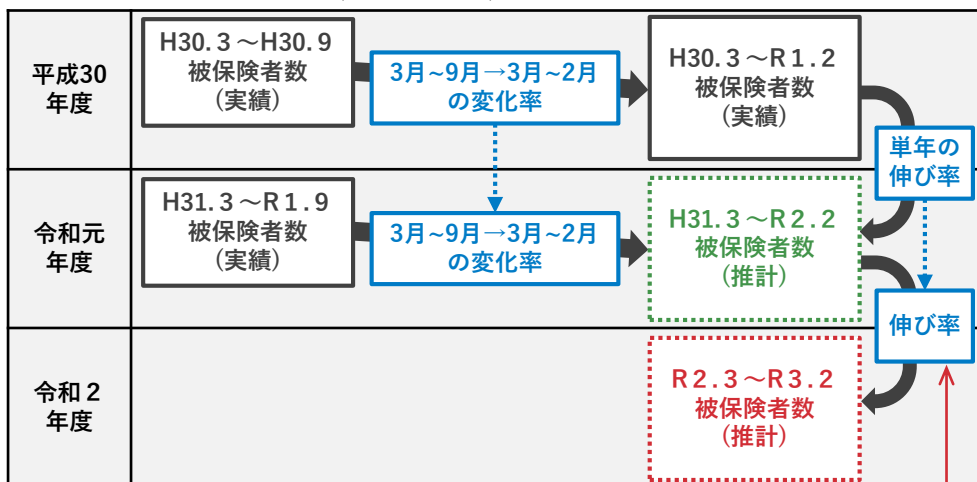 平成30
年度
H30.3～H30.9
被保険者数
(実績)
3月~9月→3月~2月
の変化率
H30.3～R1.2
被保険者数
(実績)
単年の
伸び率
令和元
年度
H31.3～R1.9
被保険者数
(実績)
3月~9月→3月~2月
の変化率
H31.3～R2.2
被保険者数
(推計)
伸び率
令和２
年度
R2.3～R3.2
被保険者数
(推計)